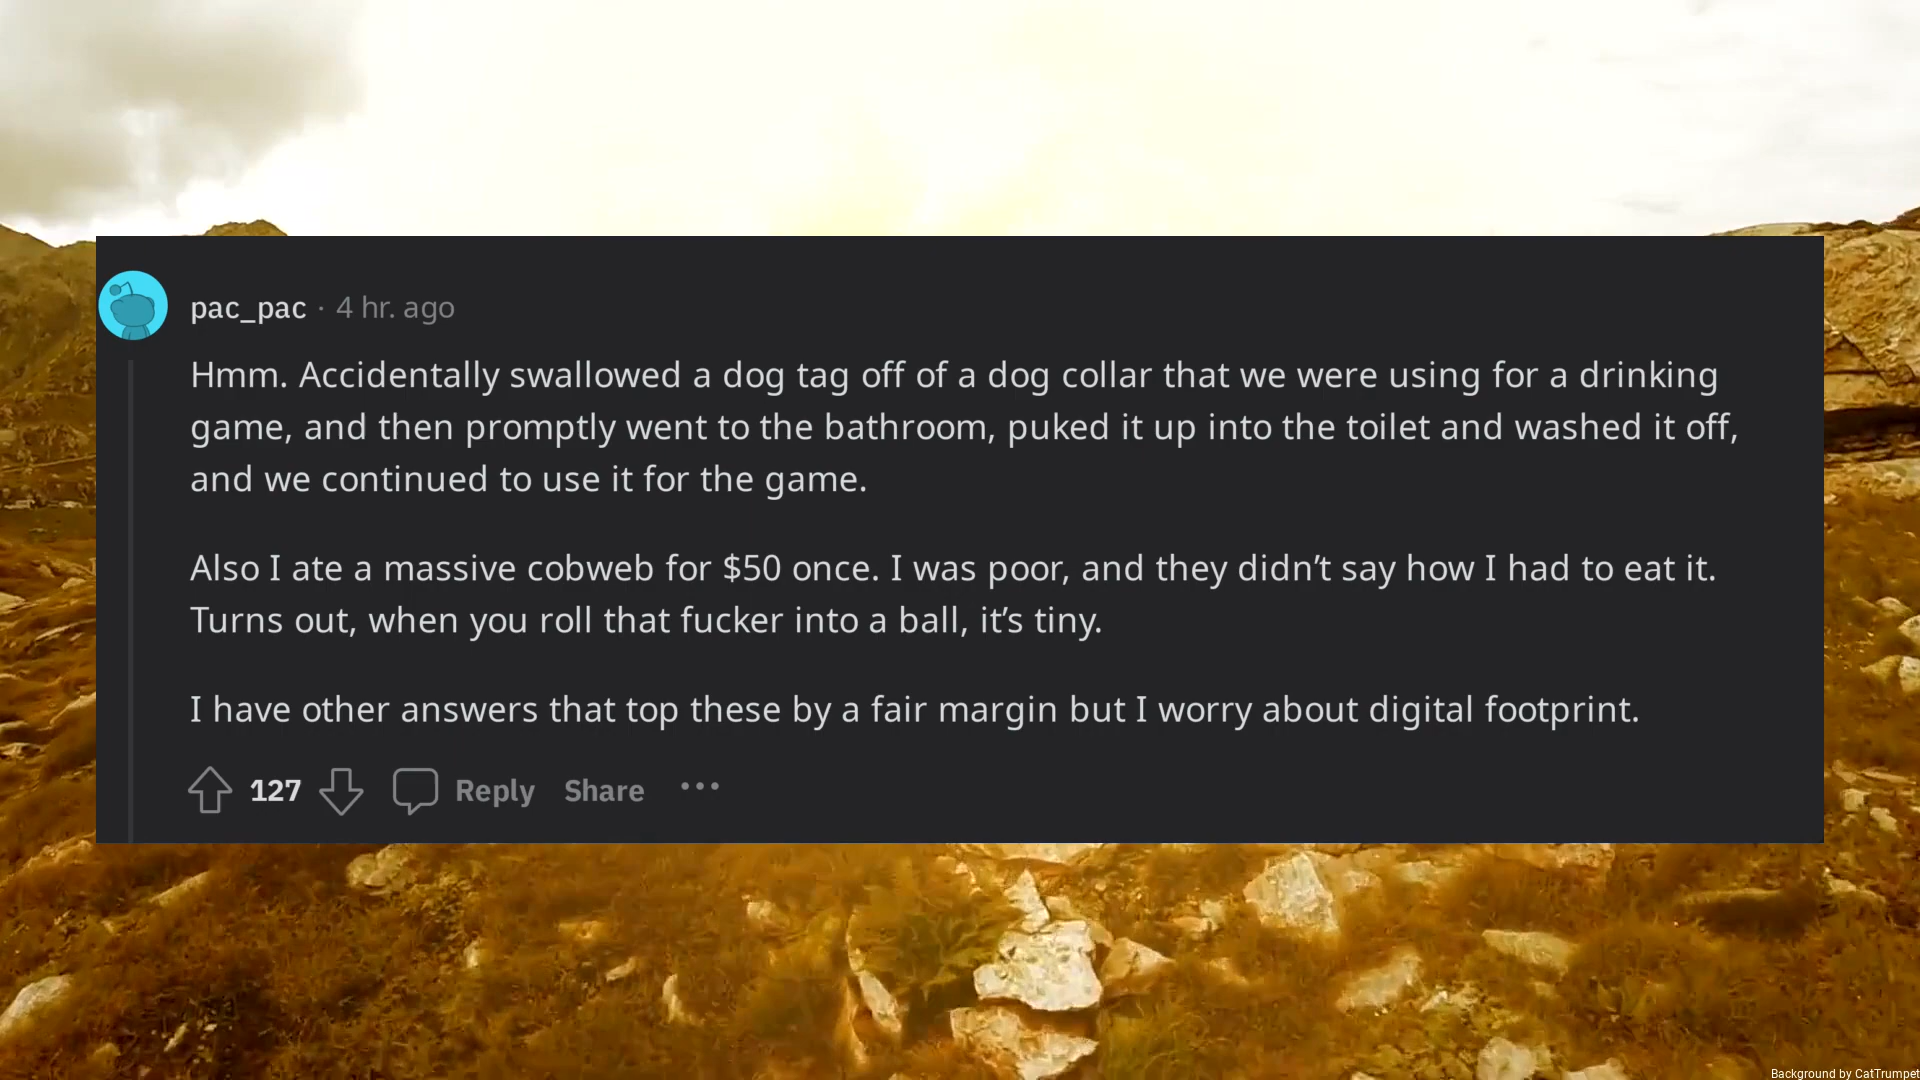 pac_pac · 4 hr. ago
Hmm. Accidentally swallowed a dog tag off of a dog collar that we were using for a drinking
game, and then promptly went to the bathroom, puked it up into the toilet and washed it off,
and we continued to use it for the game.
Also I ate a massive cobweb for $50 once. I was poor, and they didn’t say how I had to eat it.
Turns out, when you roll that fucker into a ball, it’s tiny.
I have other answers that top these by a fair margin but I worry about digital footprint.
127 Reply Share ···
Background by CatTrumpet